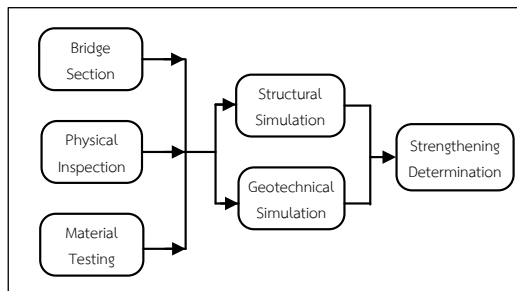 Bridge
Section
Physical
Inspection
Material
Testing
Structural
Simulation
Geotechnical
Simulation
Strengthening
Determination